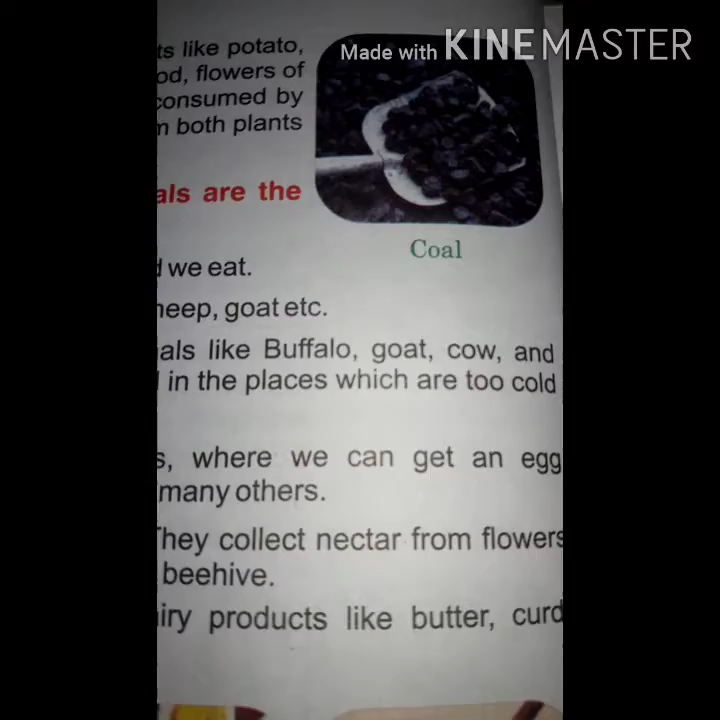 Made with KINEMASTER
ts like potato,
od, flowers of
consumed by
m both plants
als are the
Coal
we eat.
heep, goat etc.
als like Buffalo, goat, cow, and
in the places which are too cold
s, where we can get an egg
many others.
They collect nectar from flowers
beehive.
iry products like butter, curd